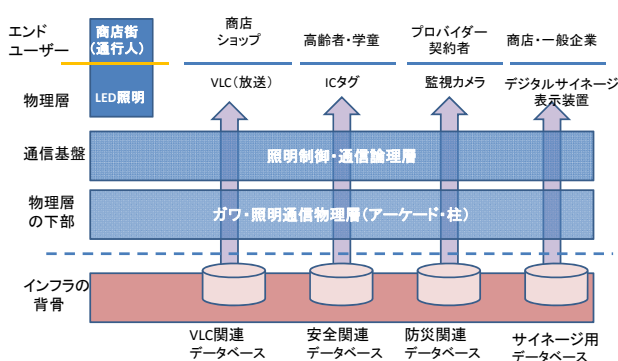 エンド
ユーザー
商店街
(通行人)
商店
ショップ
高齢者・学童
プロバイダー
契約者
商店・一般企業
物理層
LED照明
VLC(放送)
ICタグ
監視カメラ
デジタルサイネージ
表示装置
通信基盤
照明制御・通信論理層
物理層
の下部
ガワ・照明通信物理層(アーケード・柱)
インフラの
背骨
VLC関連
データベース
安全関連
データベース
防災関連
データベース
サイネージ用
データベース